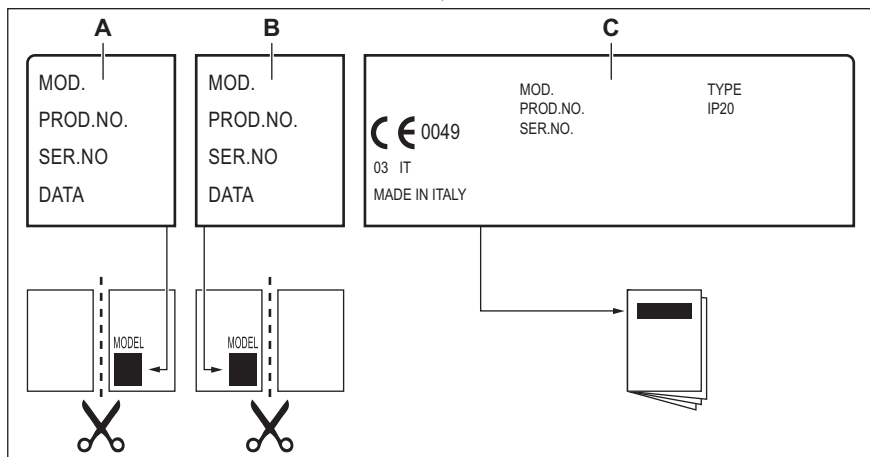 A
B
C
MOD.
PROD.NO.
SER.NO
DATA
MOD.
PROD.NO.
SER.NO
DATA
MOD.
PROD.NO.
SER.NO.
TYPE
IP20
CE 0049
03 IT
MADE IN ITALY
MODEL
MODEL